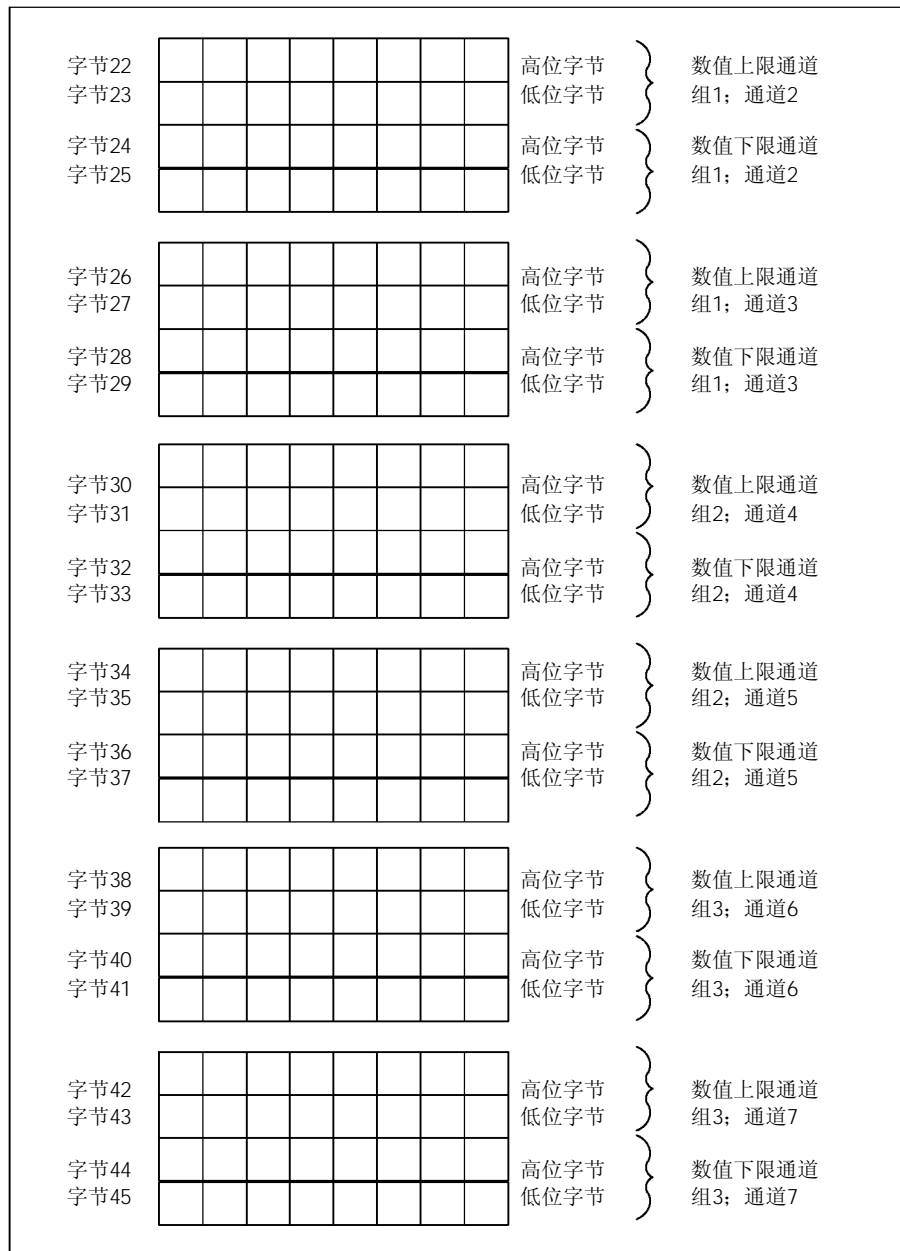 字节22 高位字节 数值上限通道
字节23 低位字节 组1；通道2
字节24 高位字节 数值下限通道
字节25 低位字节 组1；通道2
字节26 高位字节 数值上限通道
字节27 低位字节 组1；通道3
字节28 高位字节 数值下限通道
字节29 低位字节 组1；通道3
字节30 高位字节 数值上限通道
字节31 低位字节 组2；通道4
字节32 高位字节 数值下限通道
字节33 低位字节 组2；通道4
字节34 高位字节 数值上限通道
字节35 低位字节 组2；通道5
字节36 高位字节 数值下限通道
字节37 低位字节 组2；通道5
字节38 高位字节 数值上限通道
字节39 低位字节 组3；通道6
字节40 高位字节 数值下限通道
字节41 低位字节 组3；通道6
字节42 高位字节 数值上限通道
字节43 低位字节 组3；通道7
字节44 高位字节 数值下限通道
字节45 低位字节 组3；通道7